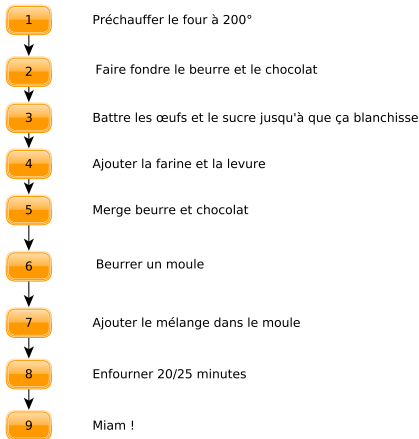 1 Préchauffer le four à 200°
2 Faire fondre le beurre et le chocolat
3 Battre les œufs et le sucre jusqu'à que ça blanchisse
4 Ajouter la farine et la levure
5 Merge beurre et chocolat
6 Beurrer un moule
7 Ajouter le mélange dans le moule
8 Enfourner 20/25 minutes
9 Miam !